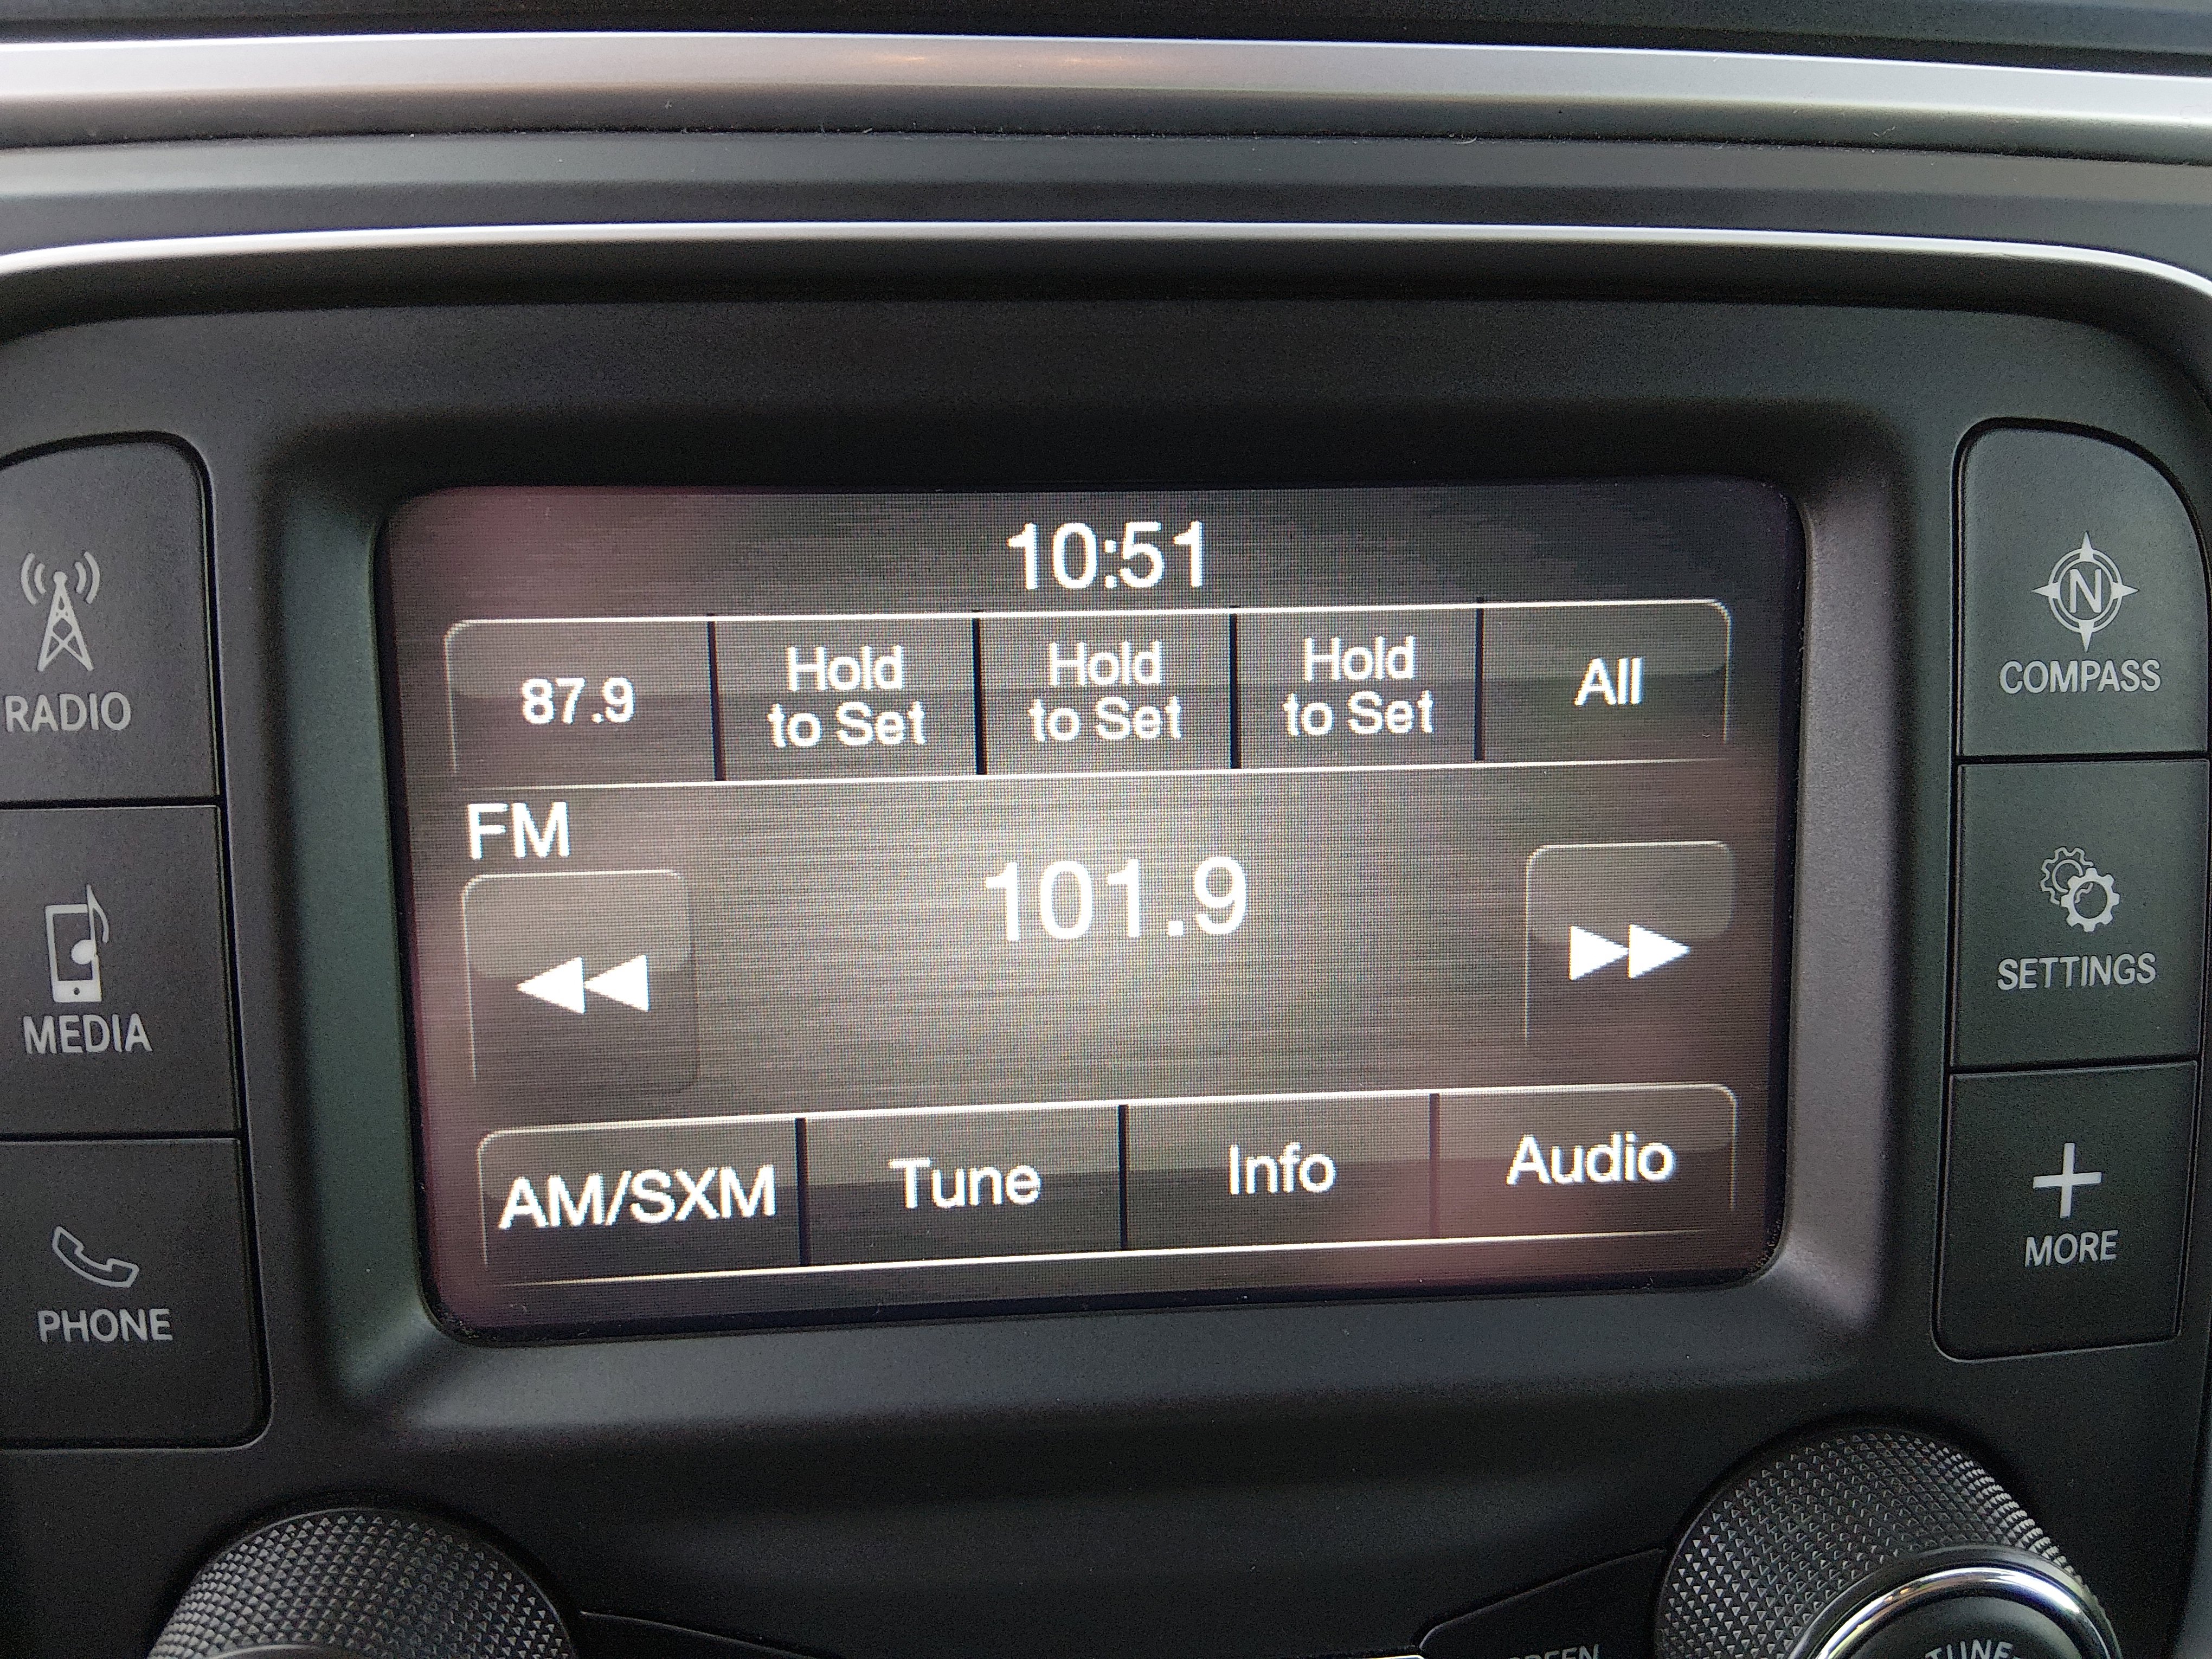 10:51
87.9
Hold
to Set
Hold
to Set
Hold
to Set
All
FM
101.9
AM/SXM
Tune
Info
Audio
RADIO
MEDIA
PHONE
N
COMPASS
SETTINGS
MORE
TUNE